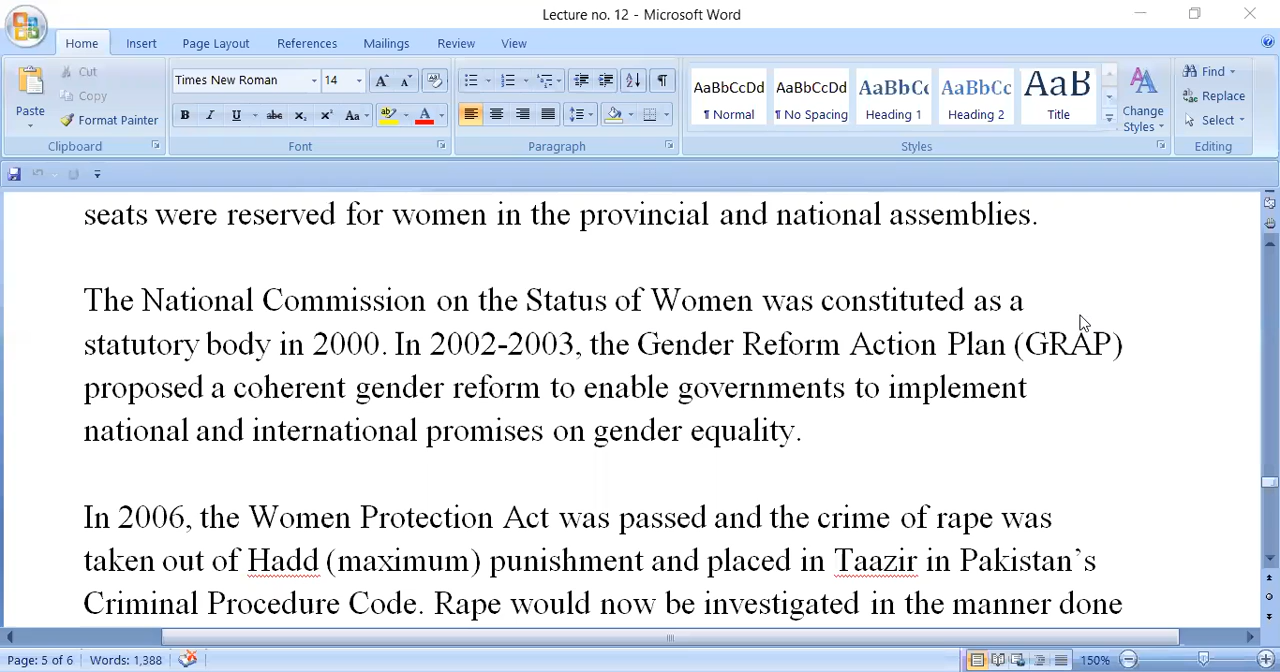 Lecture no. 12 - Microsoft Word
Home Insert Page Layout References Mailings Review View
Paste
Cut
Copy
Format Painter
Clipboard
Times New Roman 14
Font
Paragraph
AaBbCcDd AaBbCcDd AaBbCc AaBbCc AaB
¶ Normal ¶ No Spacing Heading 1 Heading 2 Title
Change
Styles
Styles
Find
Replace
Select
Editing
seats were reserved for women in the provincial and national assemblies.
The National Commission on the Status of Women was constituted as a
statutory body in 2000. In 2002-2003, the Gender Reform Action Plan (GRAP)
proposed a coherent gender reform to enable governments to implement
national and international promises on gender equality.
In 2006, the Women Protection Act was passed and the crime of rape was
taken out of Hadd (maximum) punishment and placed in Taazir in Pakistan’s
Criminal Procedure Code. Rape would now be investigated in the manner done
Page: 5 of 6 Words: 1,388 150%